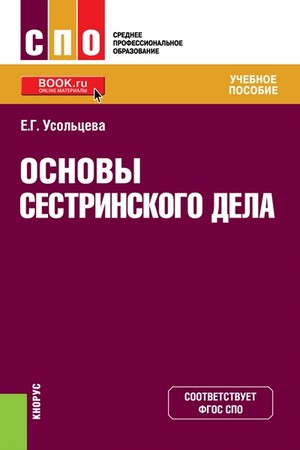 СПО
СРЕДНЕЕ
ПРОФЕССИОНАЛЬНОЕ
ОБРАЗОВАНИЕ
BOOK.ru
ONLINE МАТЕРИАЛЫ
УЧЕБНОЕ
ПОСОБИЕ
Е.Г. Усольцева
ОСНОВЫ
СЕСТРИНСКОГО ДЕЛА
СООТВЕТСТВУЕТ
ФГОС СПО
КНОРУС